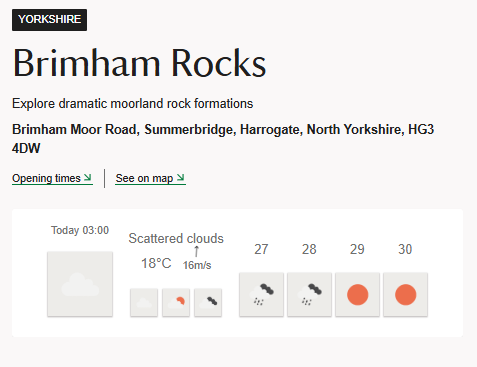 YORKSHIRE
Brimham Rocks
Explore dramatic moorland rock formations
Brimham Moor Road, Summerbridge, Harrogate, North Yorkshire, HG3
4DW
Opening times
See on map
Today 03:00
Scattered clouds
18°C
16m/s
27
28
29
30